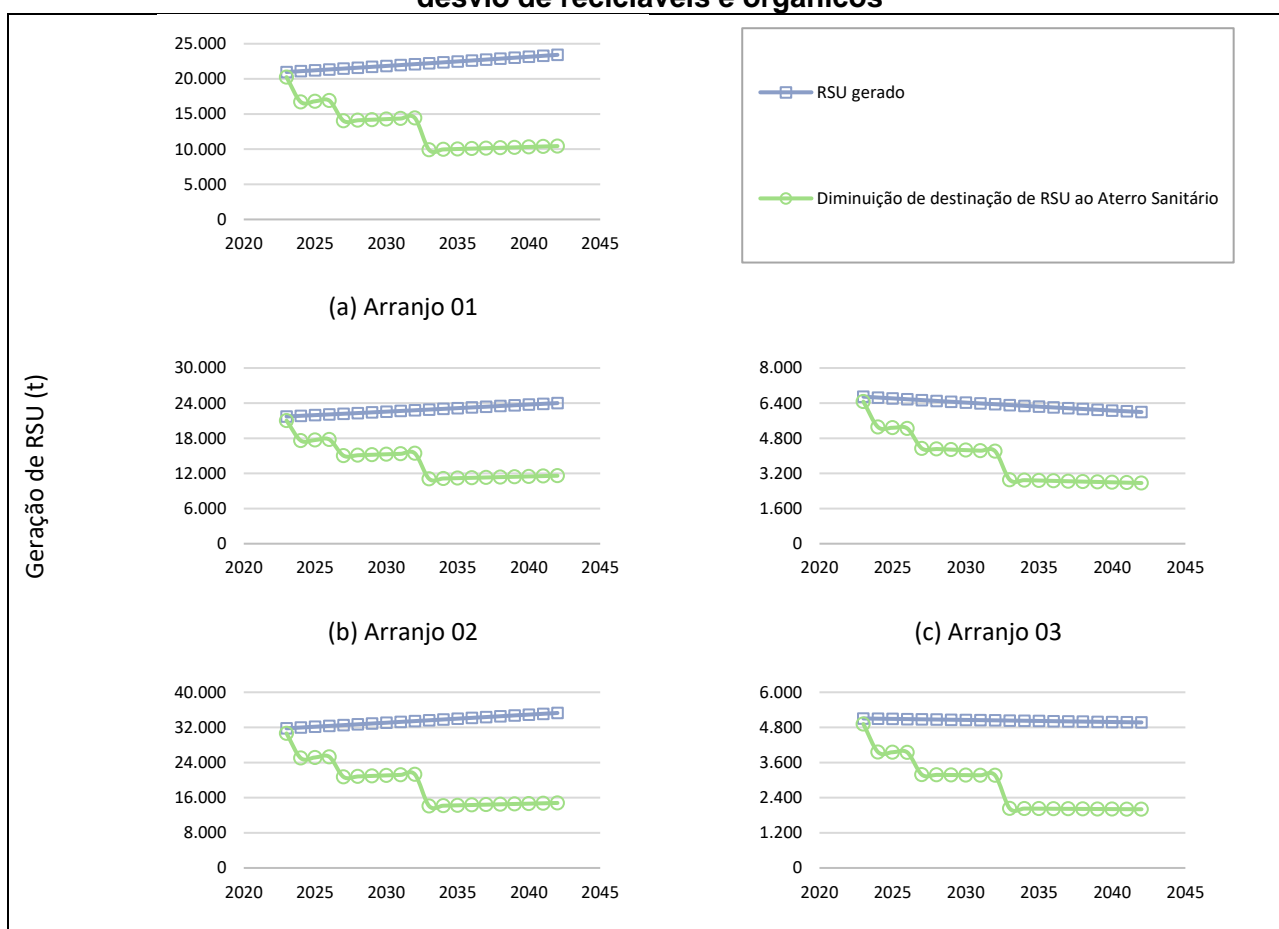 desvio de recicláveis e orgânicos
Geração de RSU (t)
25.000
20.000
15.000
10.000
5.000
0
2020 2025 2030 2035 2040 2045
(a) Arranjo 01
RSU gerado
Diminuição de destinação de RSU ao Aterro Sanitário
30.000
24.000
18.000
12.000
6.000
0
2020 2025 2030 2035 2040 2045
(b) Arranjo 02
8.000
6.400
4.800
3.200
1.600
0
2020 2025 2030 2035 2040 2045
(c) Arranjo 03
40.000
32.000
24.000
16.000
8.000
0
2020 2025 2030 2035 2040 2045
6.000
4.800
3.600
2.400
1.200
0
2020 2025 2030 2035 2040 2045